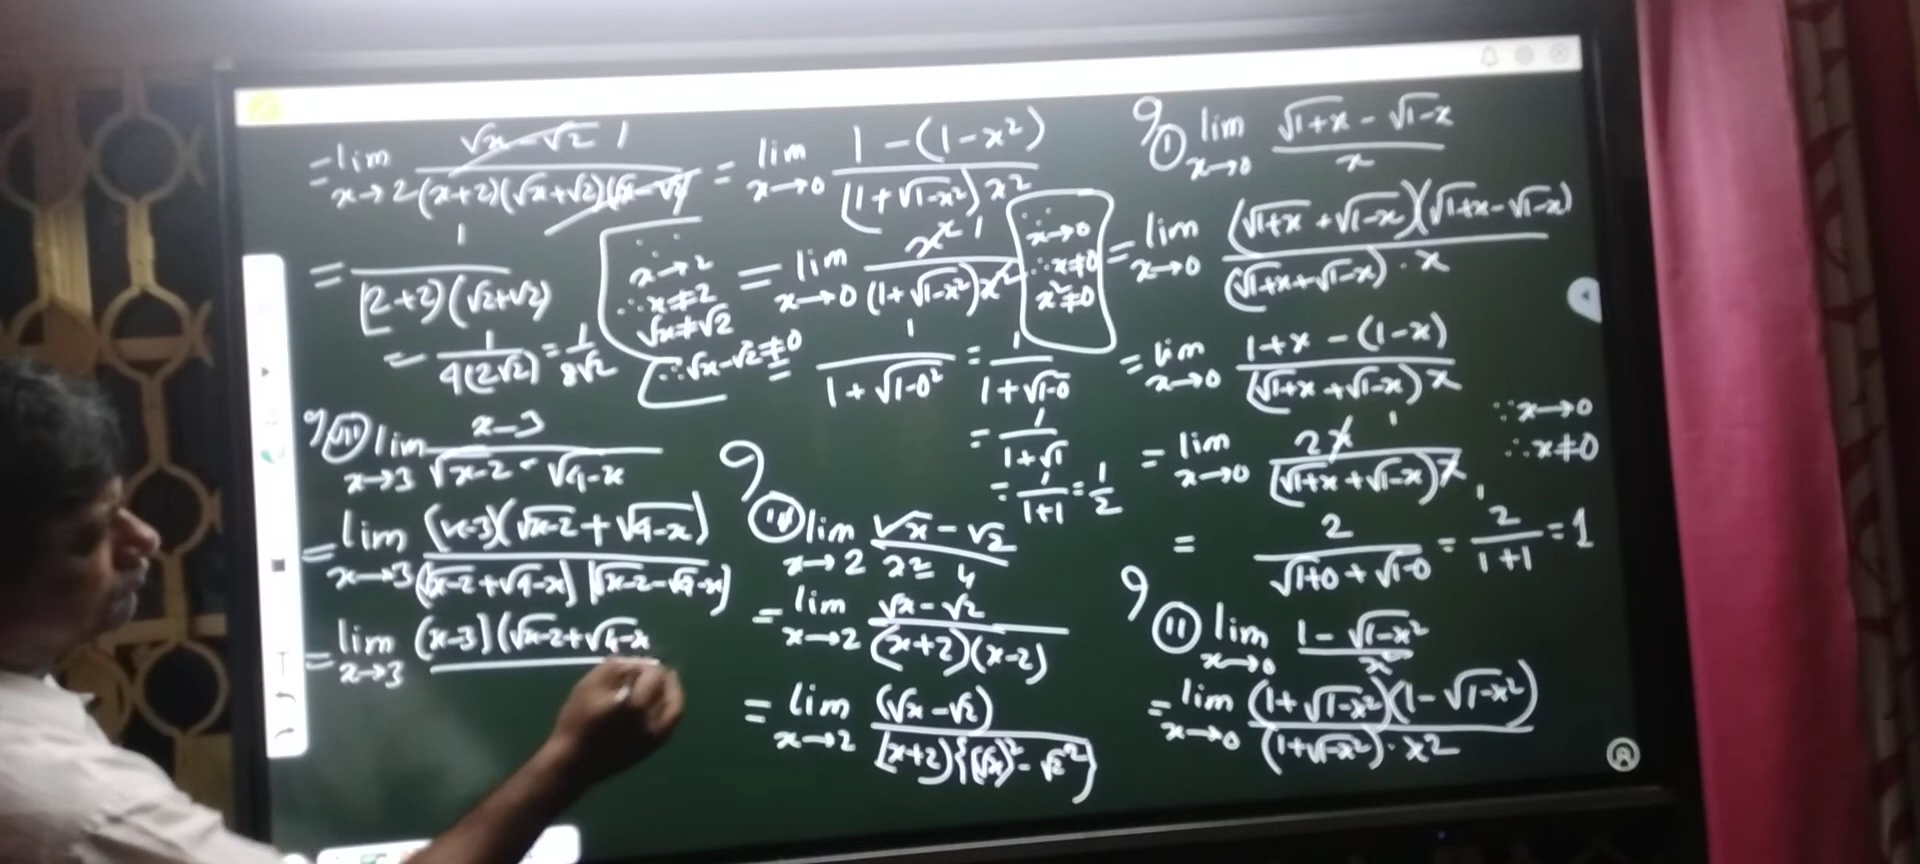 9 (i) lim x→0 (√1+x - √1-x)/x
= lim x→0 (√1+x + √1-x)(√1+x - √1-x)/((√1+x + √1-x) · x)
= lim x→0 (1+x - (1-x))/((√1+x + √1-x) x)
= lim x→0 2x/((√1+x + √1-x) x) ∵ x→0 ∴ x≠0
= 2/(√1+0 + √1-0) = 2/(1+1) = 1
9 (ii) lim x→0 (1 - √1-x²)/x²
= lim x→0 (1+√1-x²)(1-√1-x²)/((1+√1-x²) · x²)
= lim x→0 (1-(1-x²))/((1+√1-x²) x²)
= lim x→0 x² 1/((1+√1-x²) x²) ∵ x→0 ∴ x≠0 x²≠0
= 1/(1+√1-0²) = 1/(1+√1-0)
= 1/(1+√1)
= 1/(1+1) = 1/2
9 lim x→2 (√x - √2)/(x² - 4)
= lim x→2 (√x - √2)/((x+2)(x-2))
= lim x→2 (√x - √2)/((x+2){(√x)² - √2²})
= lim x→2 (√x - √2) 1/((x+2)(√x+√2)(√x-√2))
= 1/((2+2)(√2+√2)) ∵ x→2 ∴ x≠2 √x≠√2 ∴ √x-√2≠0
= 1/(4(2√2)) = 1/8√2
9 lim x→3 (x-3)/(√x-2 - √4-x)
= lim x→3 (x-3)(√x-2 + √4-x)/((√x-2 + √4-x)(√x-2 - √4-x))
= lim x→3 (x-3)(√x-2 + √4-x